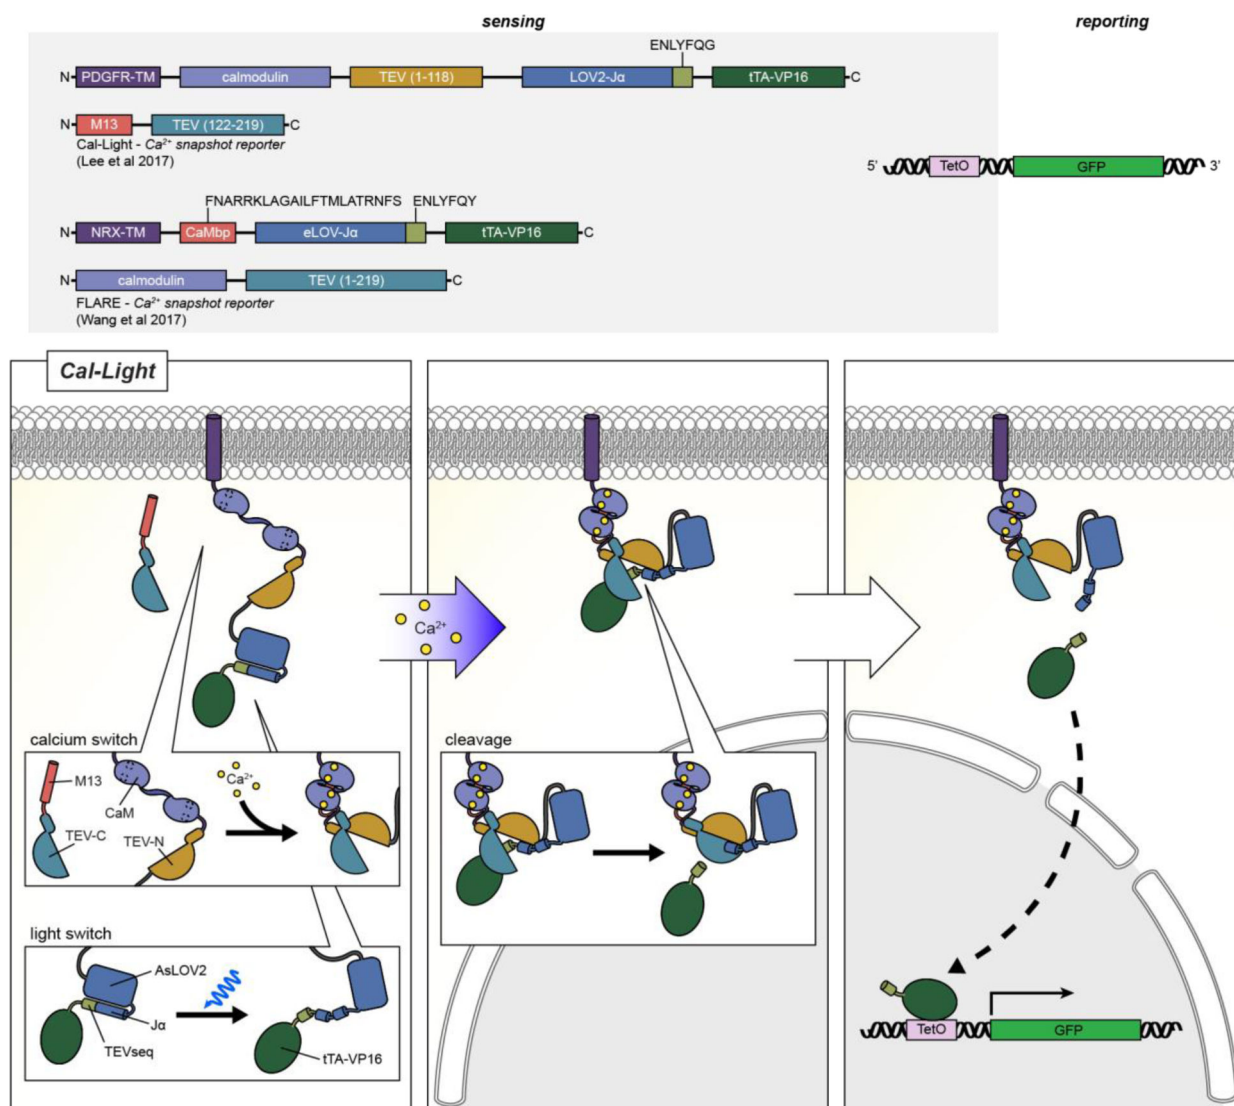 sensing
reporting
ENLYFQG
N PDGFR-TM calmodulin TEV (1-118) LOV2-Jα tTA-VP16 C
N M13 TEV (122-219) C
Cal-Light - Ca²⁺ snapshot reporter
(Lee et al 2017)
5' TetO GFP 3'
FNARRKLAGAILFTMLATRNFS ENLYFQY
N NRX-TM CaMbp eLOV-Jα tTA-VP16 C
N calmodulin TEV (1-219) C
FLARE - Ca²⁺ snapshot reporter
(Wang et al 2017)
Cal-Light
Ca²⁺
calcium switch
M13
CaM
TEV-C
TEV-N
Ca²⁺
light switch
AsLOV2
Jα
TEVseq
tTA-VP16
cleavage
TetO
GFP